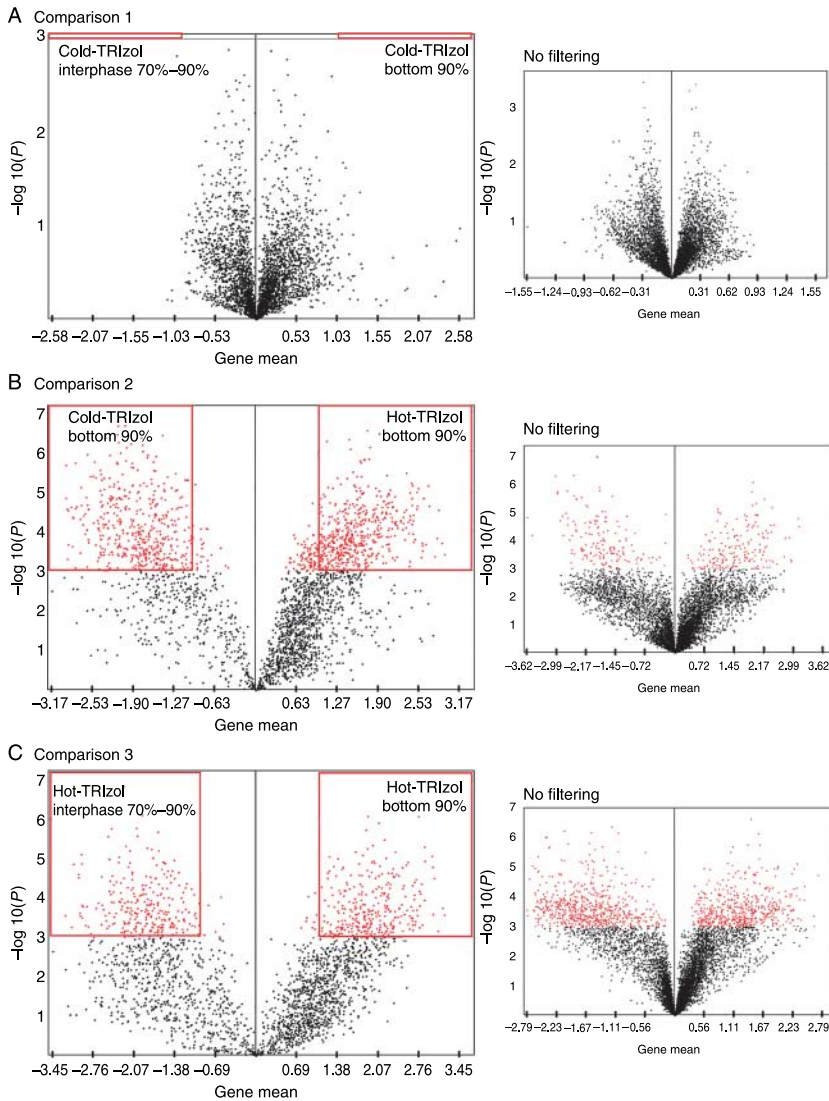 A Comparison 1
3
2
1
−log 10(P)
Cold-TRIzol
interphase 70%–90%
Cold-TRIzol
bottom 90%
−2.58 −2.07 −1.55 −1.03 −0.53 0.53 1.03 1.55 2.07 2.58
Gene mean
No filtering
3
2
1
−log 10(P)
−1.55 −1.24 −0.93 −0.62 −0.31 0.31 0.62 0.93 1.24 1.55
Gene mean
B Comparison 2
7
6
5
4
3
2
1
−log 10(P)
Cold-TRIzol
bottom 90%
Hot-TRIzol
bottom 90%
−3.17 −2.53 −1.90 −1.27 −0.63 0.63 1.27 1.90 2.53 3.17
Gene mean
No filtering
7
6
5
4
3
2
1
−log 10(P)
−3.62 −2.99 −2.17 −1.45 −0.72 0.72 1.45 2.17 2.99 3.62
Gene mean
C Comparison 3
7
6
5
4
3
2
1
−log 10(P)
Hot-TRIzol
interphase 70%–90%
Hot-TRIzol
bottom 90%
−3.45 −2.76 −2.07 −1.38 −0.69 0.69 1.38 2.07 2.76 3.45
Gene mean
No filtering
7
6
5
4
3
2
1
−log 10(P)
−2.79 −2.23 −1.67 −1.11 −0.56 0.56 1.11 1.67 2.23 2.79
Gene mean